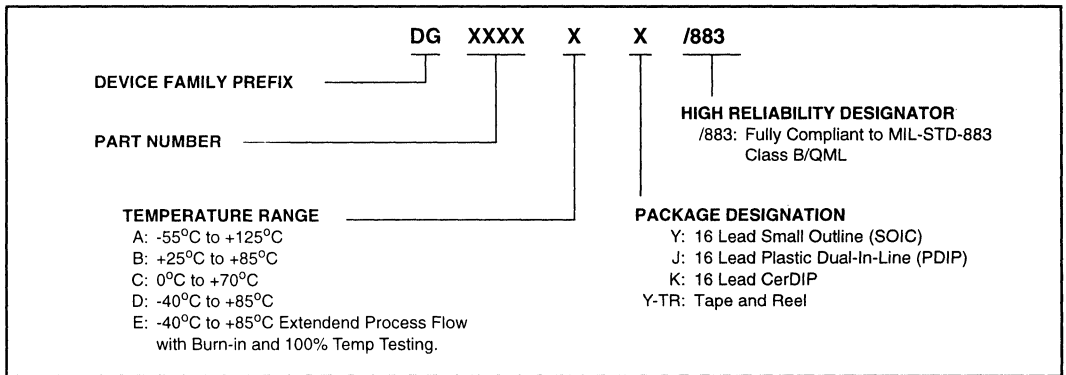 DG XXXX X X /883
DEVICE FAMILY PREFIX
PART NUMBER
HIGH RELIABILITY DESIGNATOR
/883: Fully Compliant to MIL-STD-883
Class B/QML
TEMPERATURE RANGE
A: -55°C to +125°C
B: +25°C to +85°C
C: 0°C to +70°C
D: -40°C to +85°C
E: -40°C to +85°C Extendend Process Flow
with Burn-in and 100% Temp Testing.
PACKAGE DESIGNATION
Y: 16 Lead Small Outline (SOIC)
J: 16 Lead Plastic Dual-In-Line (PDIP)
K: 16 Lead CerDIP
Y-TR: Tape and Reel